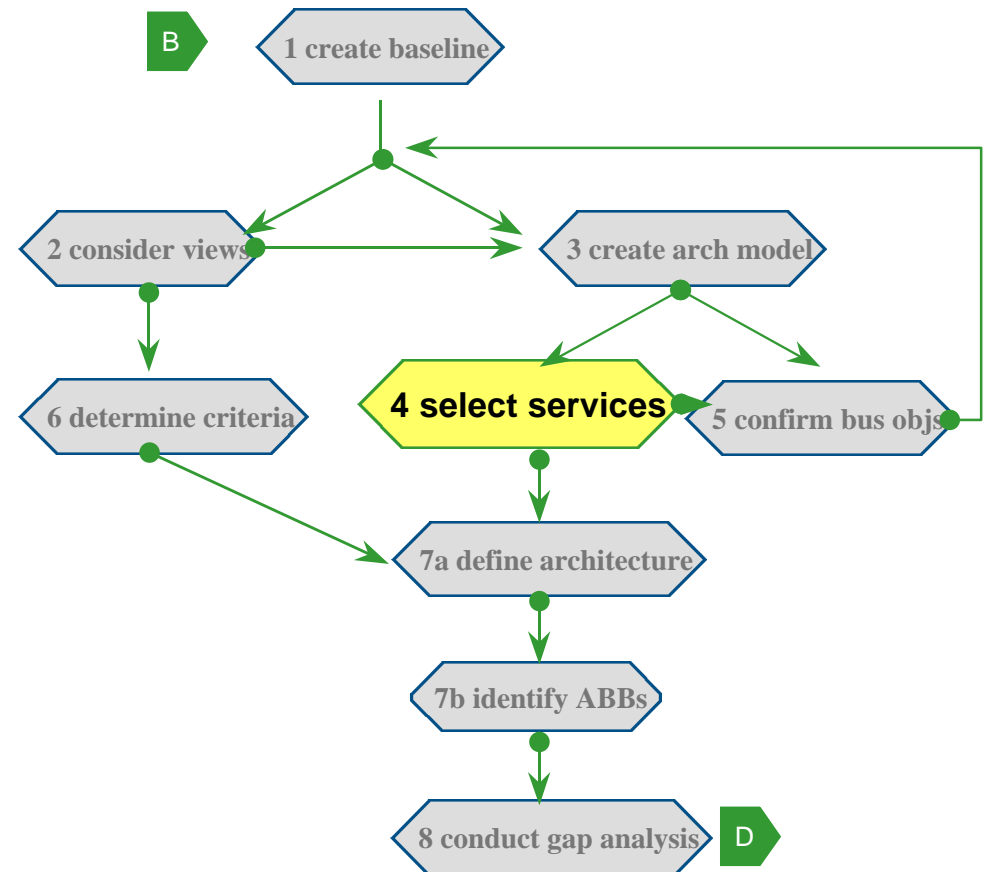 B
1 create baseline
2 consider views
3 create arch model
6 determine criteria
4 select services
5 confirm bus objs
7a define architecture
7b identify ABBs
8 conduct gap analysis
D